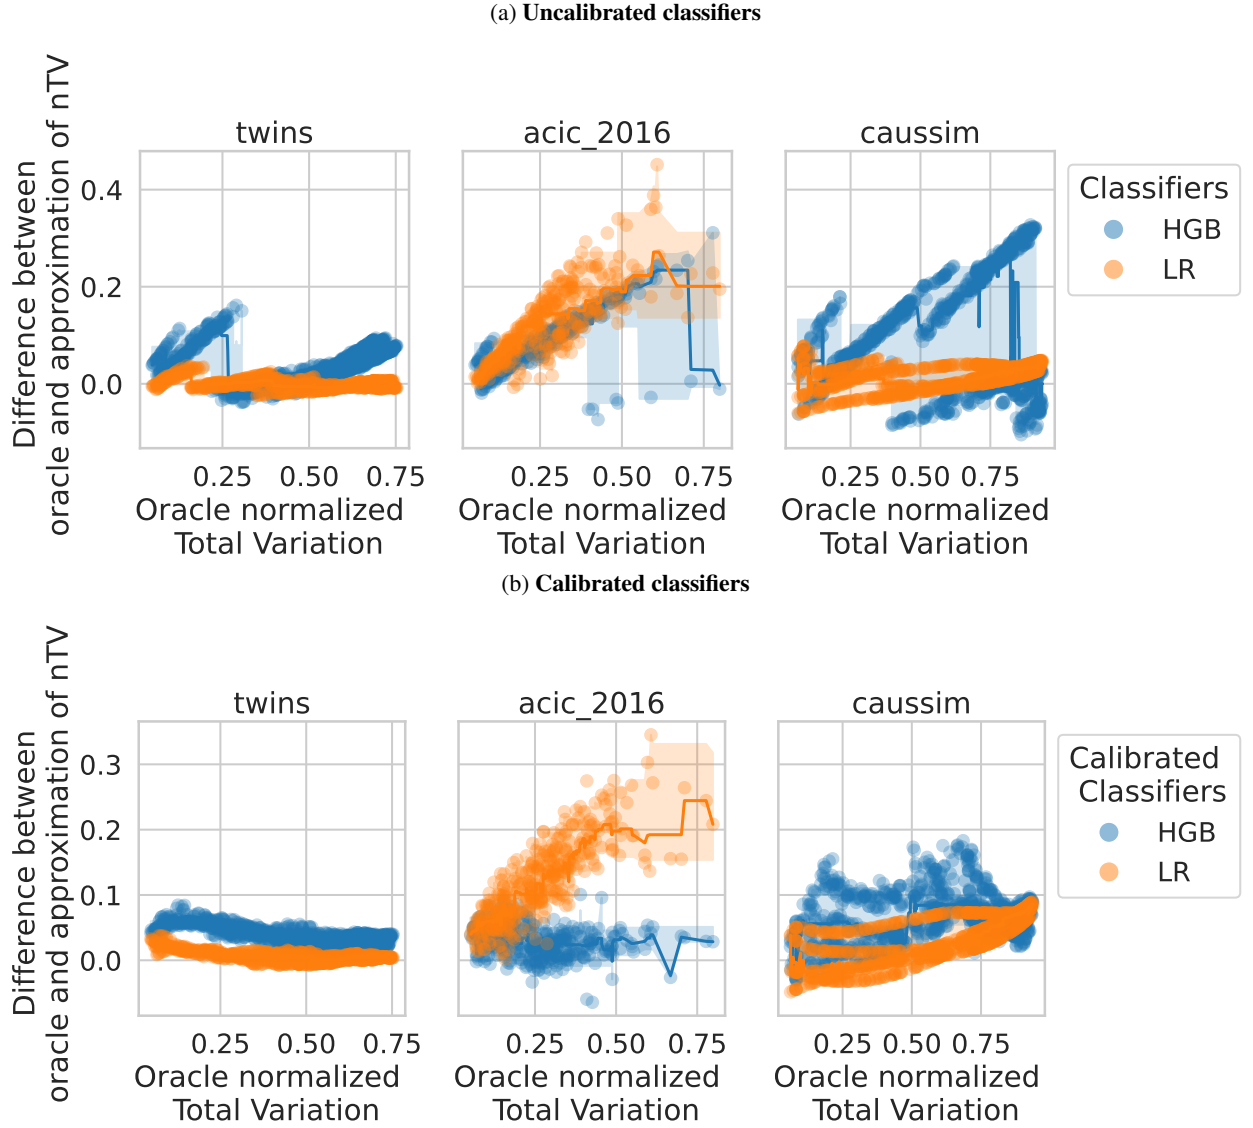 (a) Uncalibrated classifiers
Difference between
oracle and approximation of nTV
twins
acic_2016
caussim
0.4
0.2
0.0
0.25 0.50 0.75
0.25 0.50 0.75
0.25 0.50 0.75
Oracle normalized
Total Variation
Oracle normalized
Total Variation
Oracle normalized
Total Variation
Classifiers
HGB
LR
(b) Calibrated classifiers
Difference between
oracle and approximation of nTV
twins
acic_2016
caussim
0.3
0.2
0.1
0.0
0.25 0.50 0.75
0.25 0.50 0.75
0.25 0.50 0.75
Oracle normalized
Total Variation
Oracle normalized
Total Variation
Oracle normalized
Total Variation
Calibrated
Classifiers
HGB
LR